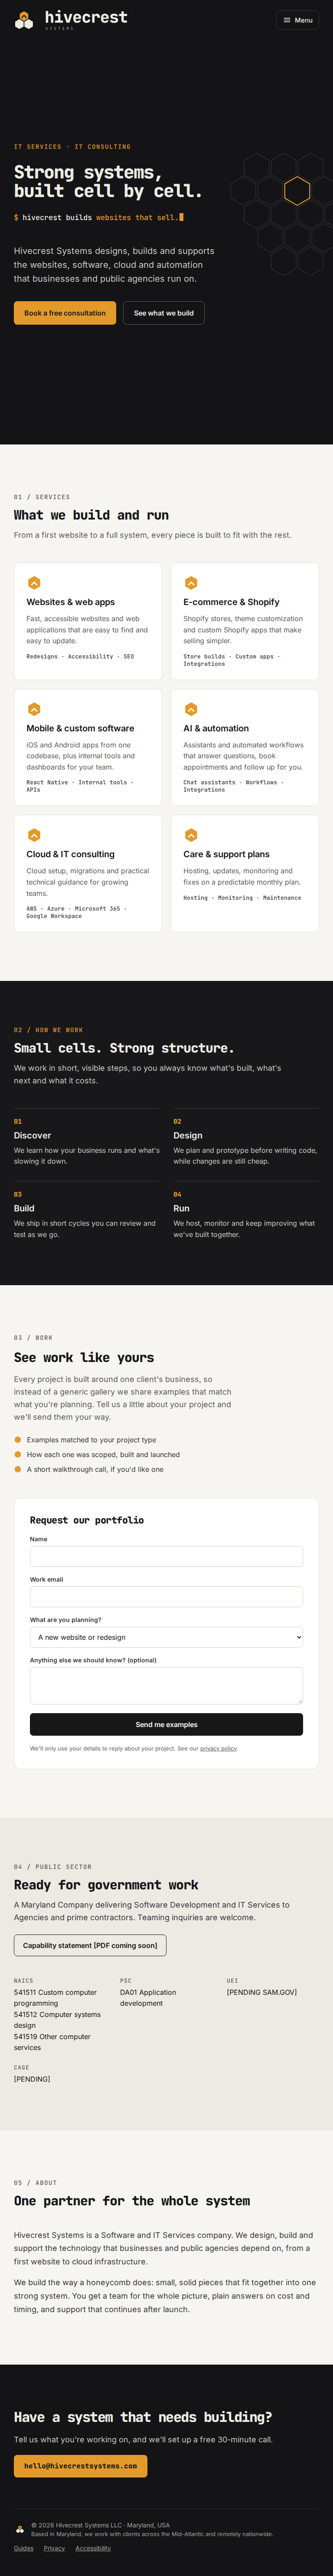 hivecrest
SYSTEMS
Menu
IT SERVICES · IT CONSULTING
Strong systems,
built cell by cell.
$ hivecrest builds websites that sell.
Hivecrest Systems designs, builds and supports
the websites, software, cloud and automation
that businesses and public agencies run on.
Book a free consultation
See what we build
01 / SERVICES
What we build and run
From a first website to a full system, every piece is built to fit with the rest.
Websites & web apps
Fast, accessible websites and web
applications that are easy to find and
easy to update.
Redesigns · Accessibility · SEO
E-commerce & Shopify
Shopify stores, theme customization
and custom Shopify apps that make
selling simpler.
Store builds · Custom apps ·
Integrations
Mobile & custom software
iOS and Android apps from one
codebase, plus internal tools and
dashboards for your team.
React Native · Internal tools ·
APIs
AI & automation
Assistants and automated workflows
that answer questions, book
appointments and follow up for you.
Chat assistants · Workflows ·
Integrations
Cloud & IT consulting
Cloud setup, migrations and practical
technical guidance for growing
teams.
AWS · Azure · Microsoft 365 ·
Google Workspace
Care & support plans
Hosting, updates, monitoring and
fixes on a predictable monthly plan.
Hosting · Monitoring · Maintenance
02 / HOW WE WORK
Small cells. Strong structure.
We work in short, visible steps, so you always know what's built, what's
next and what it costs.
01
Discover
We learn how your business runs and what's
slowing it down.
02
Design
We plan and prototype before writing code,
while changes are still cheap.
03
Build
We ship in short cycles you can review and
test as we go.
04
Run
We host, monitor and keep improving what
we've built together.
03 / WORK
See work like yours
Every project is built around one client's business, so
instead of a generic gallery we share examples that match
what you're planning. Tell us a little about your project and
we'll send them your way.
Examples matched to your project type
How each one was scoped, built and launched
A short walkthrough call, if you'd like one
Request our portfolio
Name
Work email
What are you planning?
A new website or redesign
Anything else we should know? (optional)
Send me examples
We'll only use your details to reply about your project. See our privacy policy.
04 / PUBLIC SECTOR
Ready for government work
A Maryland Company delivering Software Development and IT Services to
Agencies and prime contractors. Teaming inquiries are welcome.
Capability statement [PDF coming soon]
NAICS
541511 Custom computer
programming
541512 Computer systems
design
541519 Other computer
services
PSC
DA01 Application
development
UEI
[PENDING SAM.GOV]
CAGE
[PENDING]
05 / ABOUT
One partner for the whole system
Hivecrest Systems is a Software and IT Services company. We design, build and
support the technology that businesses and public agencies depend on, from a
first website to cloud infrastructure.
We build the way a honeycomb does: small, solid pieces that fit together into one
strong system. You get a team for the whole picture, plain answers on cost and
timing, and support that continues after launch.
Have a system that needs building?
Tell us what you're working on, and we'll set up a free 30-minute call.
hello@hivecrestsystems.com
© 2026 Hivecrest Systems LLC · Maryland, USA
Based in Maryland, we work with clients across the Mid-Atlantic and remotely nationwide.
Guides
Privacy
Accessibility